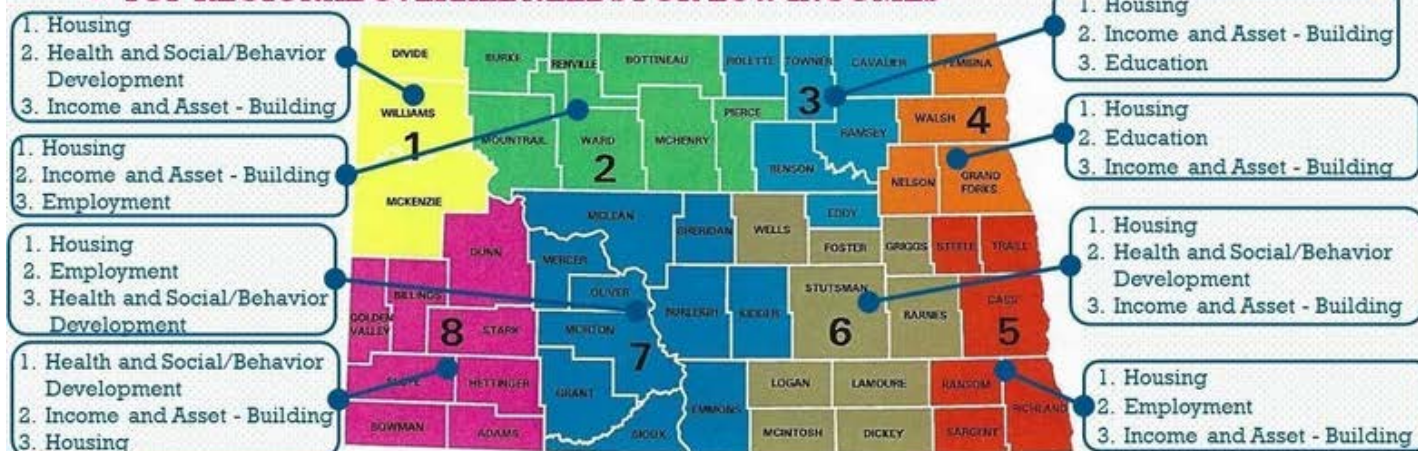 1. Housing
2. Health and Social/Behavior
Development
3. Income and Asset - Building
1. Housing
2. Income and Asset - Building
3. Employment
1. Housing
2. Employment
3. Health and Social/Behavior
Development
1. Health and Social/Behavior
Development
2. Income and Asset - Building
3. Housing
DIVIDE
WILLIAMS
1
MCKENZIE
BURKE
RENVILLE
BOTTINEAU
MOUNTRAIL
WARD
2
MCHENRY
PIERCE
ROLETTE
TOWNER
CAVALIER
3
RAMSEY
BENSON
EDDY
PEMBINA
WALSH
4
NELSON
GRAND
FORKS
DUNN
BILLINGS
GOLDEN
VALLEY
8
STARK
SLOPE
HETTINGER
BOWMAN
ADAMS
MCLEAN
SHERIDAN
MERCER
OLIVER
BURLEIGH
KIDDER
MORTON
7
GRANT
EMMONS
SIOUX
WELLS
FOSTER
GRIGGS
STUTSMAN
6
BARNES
LOGAN
LAMOURE
MCINTOSH
DICKEY
STEELE
TRAILL
CASS
5
RANSOM
RICHLAND
SARGENT
1. Housing
2. Income and Asset - Building
3. Education
1. Housing
2. Education
3. Income and Asset - Building
1. Housing
2. Health and Social/Behavior
Development
3. Income and Asset - Building
1. Housing
2. Employment
3. Income and Asset - Building